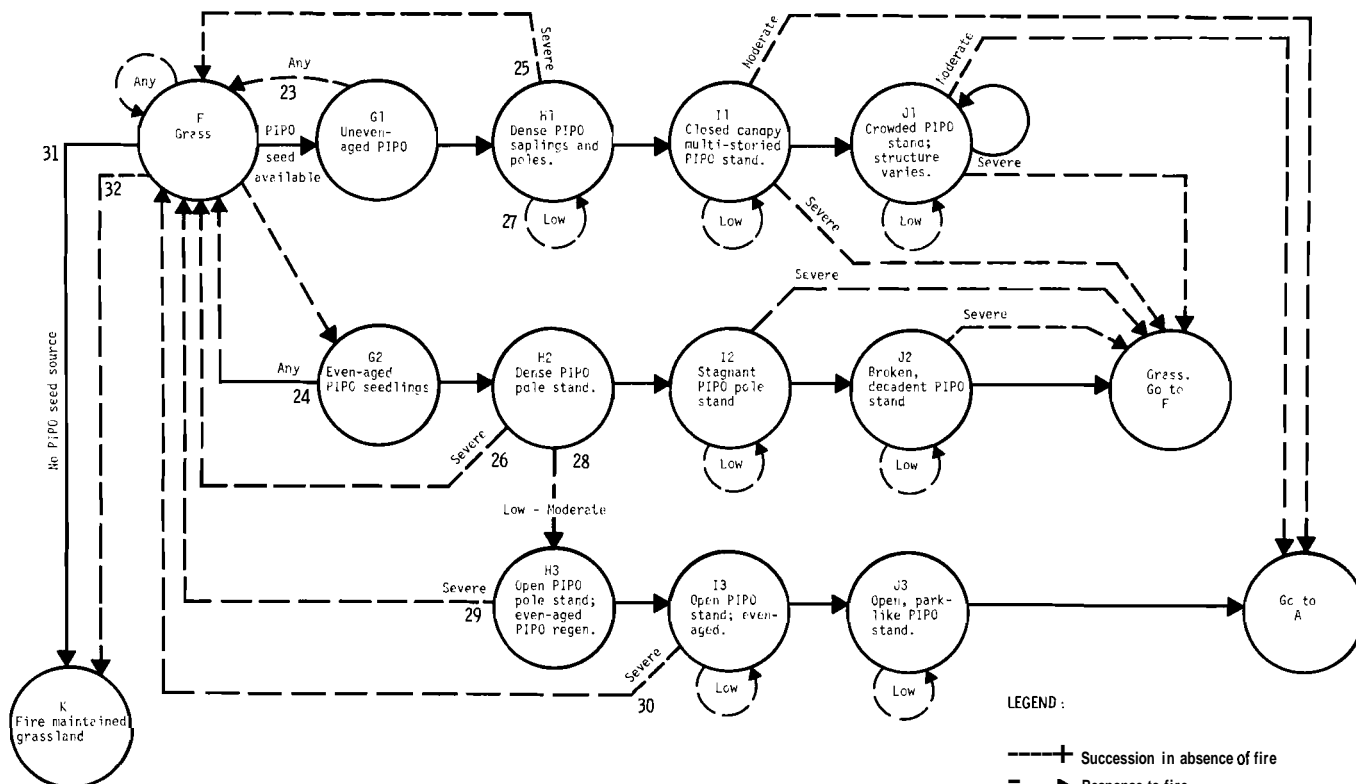 Severe
25
Any
Any
23
F
Grass
PIPO
seed
available
G1
Uneven-
aged PIPO
H1
Dense PIPO
saplings and
poles.
27
Low
Moderate
I1
Closed canopy
multi-storied
PIPO stand.
Low
Severe
Moderate
J1
Crowded PIPO
stand;
structure
varies.
Low
Severe
31
32
No PIPO seed source
Any
24
G2
Even-aged
PIPO seedlings
H2
Dense PIPO
pole stand.
Severe
26
28
Low - Moderate
Severe
I2
Stagnant
PIPO pole
stand
Low
Severe
J2
Broken,
decadent PIPO
stand
Low
Grass.
Go to
F
Severe
29
H3
Open PIPO
pole stand;
even-aged
PIPO regen.
Severe
30
I3
Open PIPO
stand; even-
aged.
Low
J3
Open, park-
like PIPO
stand.
Low
Go to
A
K
Fire maintained
grassland
LEGEND :
Succession in absence of fire
Response to fire